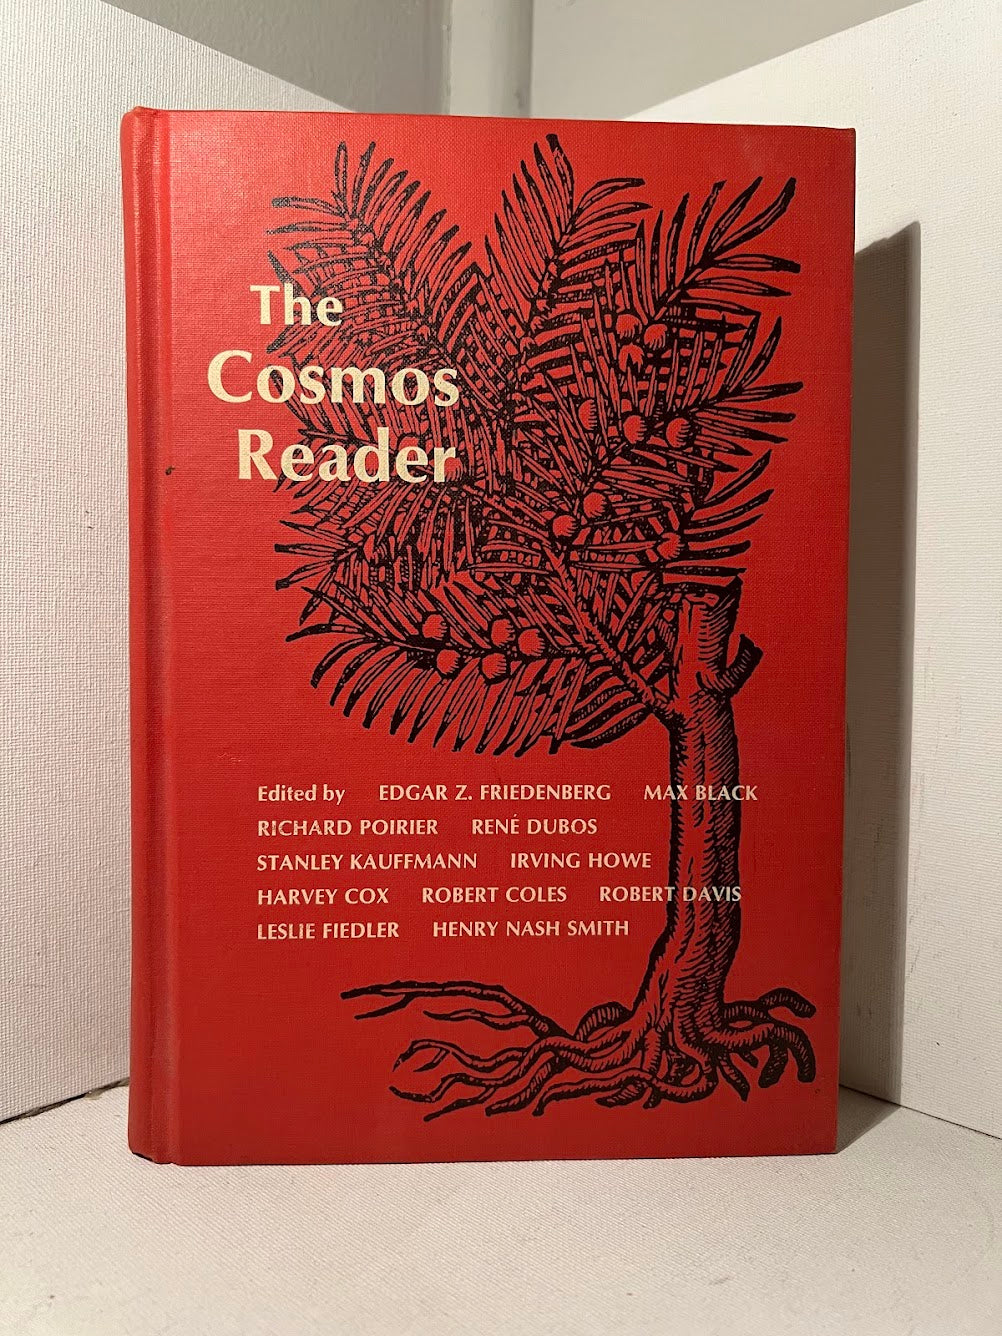 The
Cosmos
Reader
Edited by EDGAR Z. FRIEDENBERG MAX BLACK
RICHARD POIRIER RENÉ DUBOS
STANLEY KAUFFMANN IRVING HOWE
HARVEY COX ROBERT COLES ROBERT DAVIS
LESLIE FIEDLER HENRY NASH SMITH